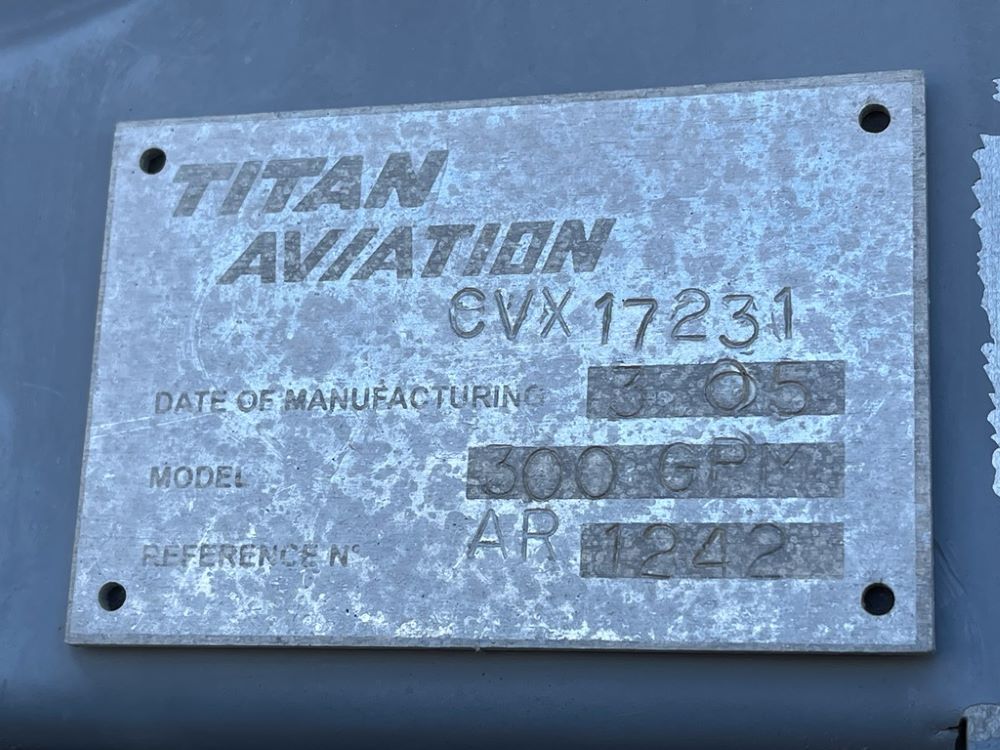 TITAN
AVIATION
CVX 17231
DATE OF MANUFACTURING 3 05
MODEL 300 GPM
REFERENCE N° AR 1242